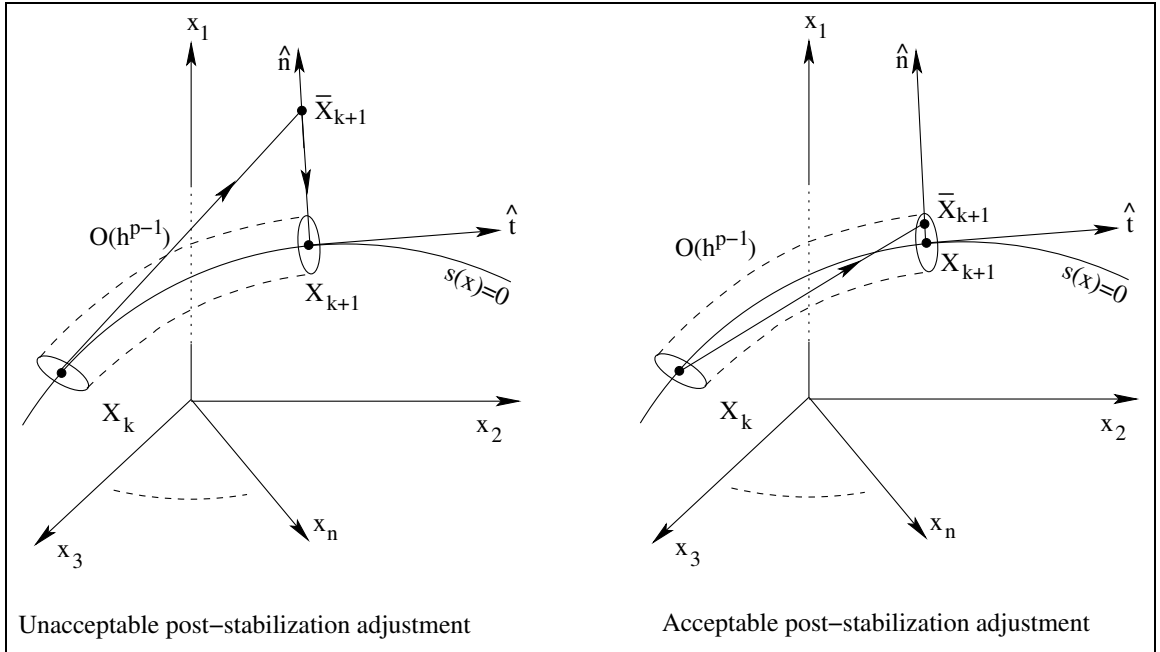 x1
n̂
X̄k+1
O(h^p−1)
t̂
s(x)=0
Xk+1
Xk
x2
x3
xn
Unacceptable post−stabilization adjustment
x1
n̂
X̄k+1
O(h^p−1)
t̂
Xk+1
s(x)=0
Xk
x2
x3
xn
Acceptable post−stabilization adjustment